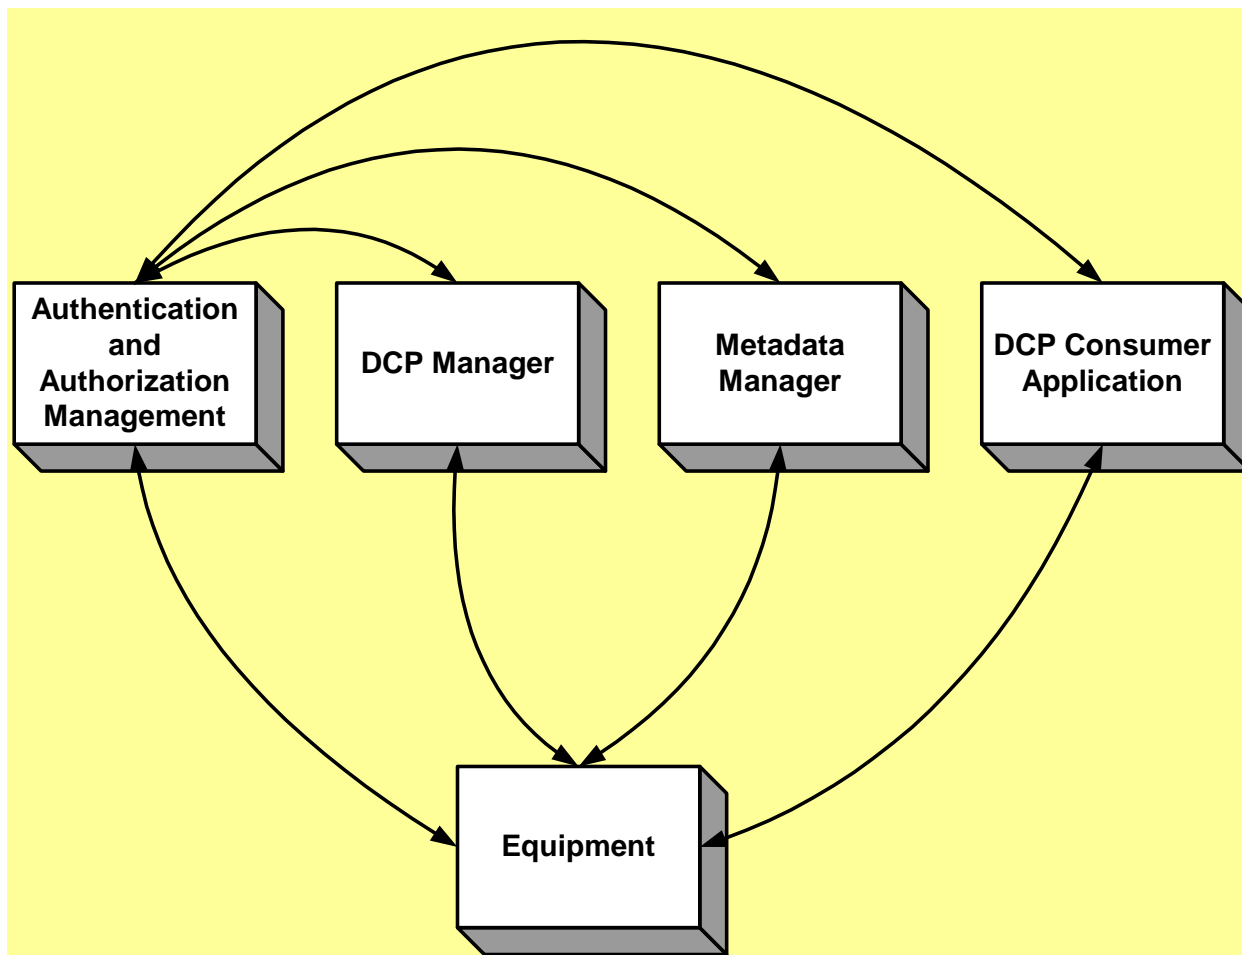 Authentication
and
Authorization
Management
DCP Manager
Metadata
Manager
DCP Consumer
Application
Equipment